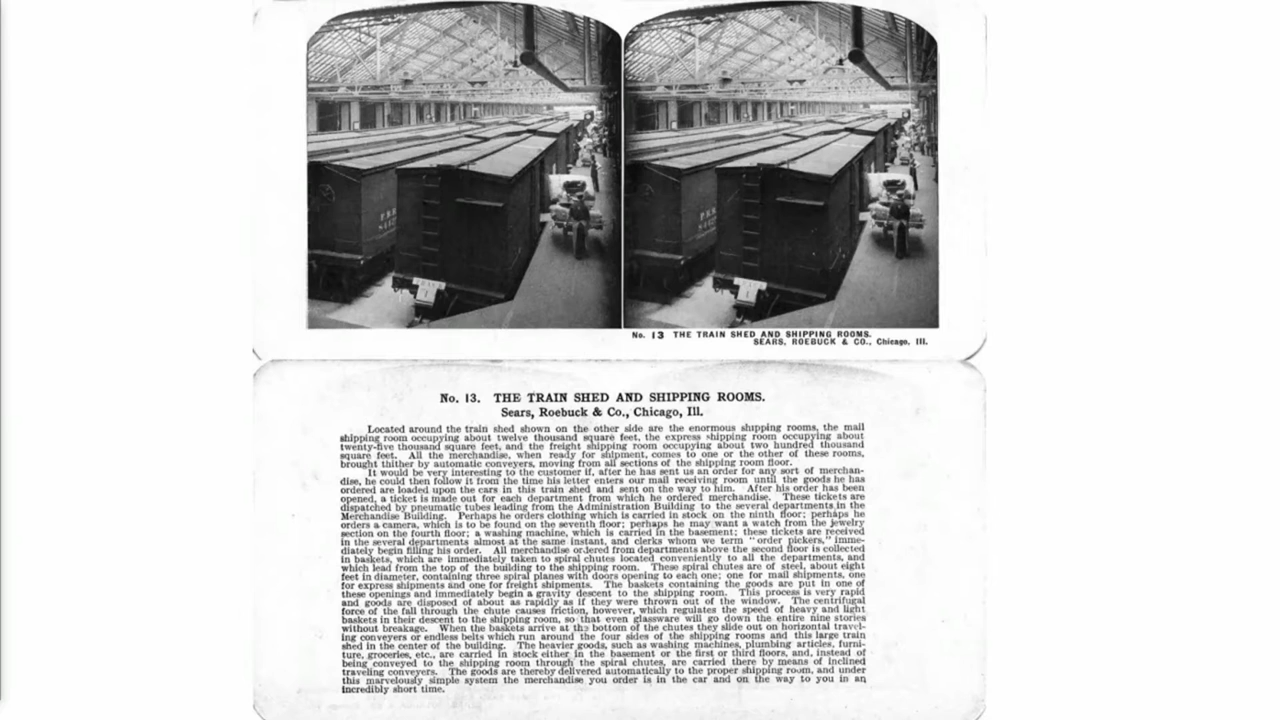 P.R.R.
No. 13 THE TRAIN SHED AND SHIPPING ROOMS.
SEARS, ROEBUCK & CO., Chicago, Ill.
No. 13. THE TRAIN SHED AND SHIPPING ROOMS.
Sears, Roebuck & Co., Chicago, Ill.
Located around the train shed shown on the other side are the enormous shipping rooms, the mail
shipping room occupying about twelve thousand square feet, the express shipping room occupying about
twenty-five thousand square feet, and the freight shipping room occupying about two hundred thousand
square feet. All the merchandise, when ready for shipment, comes to one or the other of these rooms,
brought thither by automatic conveyers, moving from all sections of the shipping room floor.
It would be very interesting to the customer if, after he has sent us an order for any sort of merchan-
dise, he could then follow it from the time his letter enters our mail receiving room until the goods he has
ordered are loaded upon the cars in this train shed and sent on the way to him. After his order has been
opened, a ticket is made out for each department from which he ordered merchandise. These tickets are
dispatched by pneumatic tubes leading from the Administration Building to the several departments in the
Merchandise Building. Perhaps he orders clothing which is carried in stock on the ninth floor; perhaps he
orders a camera, which is to be found on the seventh floor; perhaps he may want a watch from the jewelry
section on the fourth floor; a washing machine, which is carried in the basement; these tickets are received
in the several departments almost at the same instant, and clerks whom we term "order pickers," imme-
diately begin filling his order. All merchandise ordered from departments above the second floor is collected
in baskets, which are immediately taken to spiral chutes located conveniently to all the departments, and
which lead from the top of the building to the shipping room. These spiral chutes are of steel, about eight
feet in diameter, containing three spiral planes with doors opening to each one; one for mail shipments, one
for express shipments and one for freight shipments. The baskets containing the goods are put in one of
these openings and immediately begin a gravity descent to the shipping room. This process is very rapid
and goods are disposed of about as rapidly as if they were thrown out of the window. The centrifugal
force of the fall through the chute causes friction, however, which regulates the speed of heavy and light
baskets in their descent to the shipping room, so that even glassware will go down the entire nine stories
without breakage. When the baskets arrive at the bottom of the chutes they slide out on horizontal travel-
ing conveyers or endless belts which run around the four sides of the shipping rooms and this large train
shed in the center of the building. The heavier goods, such as washing machines, plumbing articles, furni-
ture, groceries, etc., are carried in stock either in the basement or the first or third floors, and, instead of
being conveyed to the shipping room through the spiral chutes, are carried there by means of inclined
traveling conveyers. The goods are thereby delivered automatically to the proper shipping room, and under
this marvelously simple system the merchandise you order is in the car and on the way to you in an
incredibly short time.